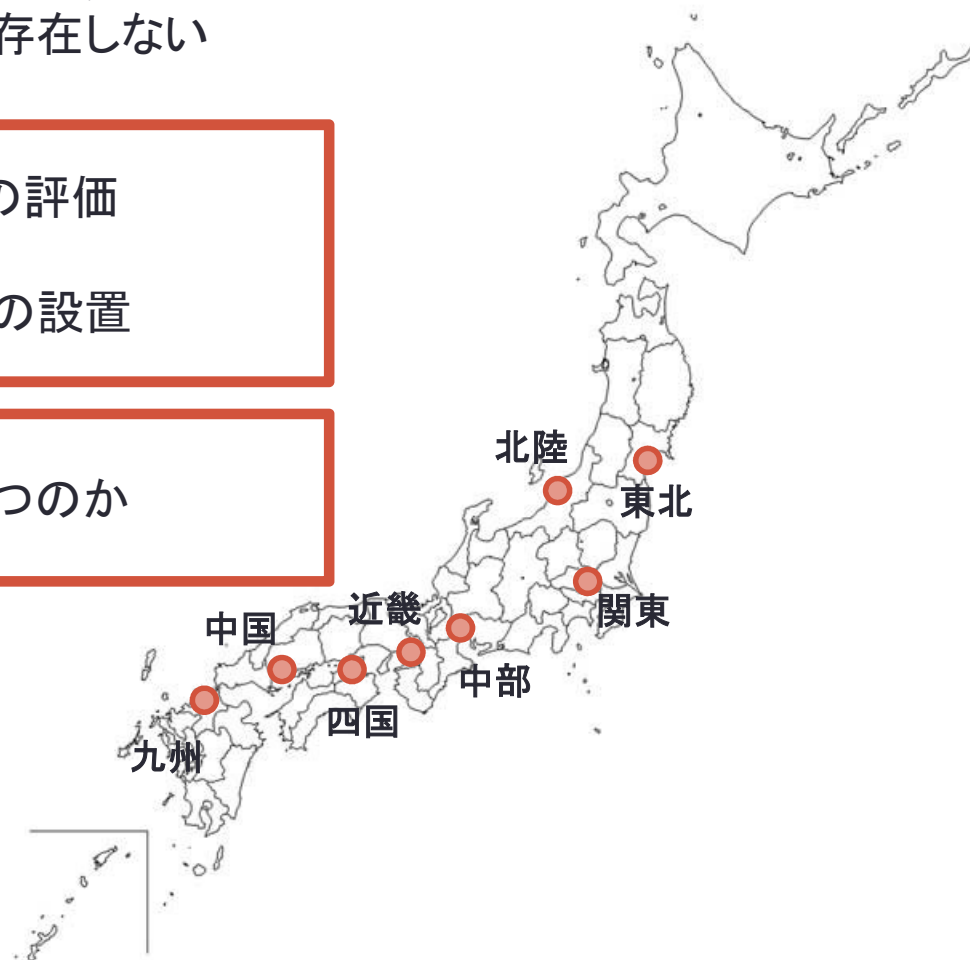 存在しない
の評価
の設置
つのか
北陸
東北
関東
近畿
中国
中部
四国
九州